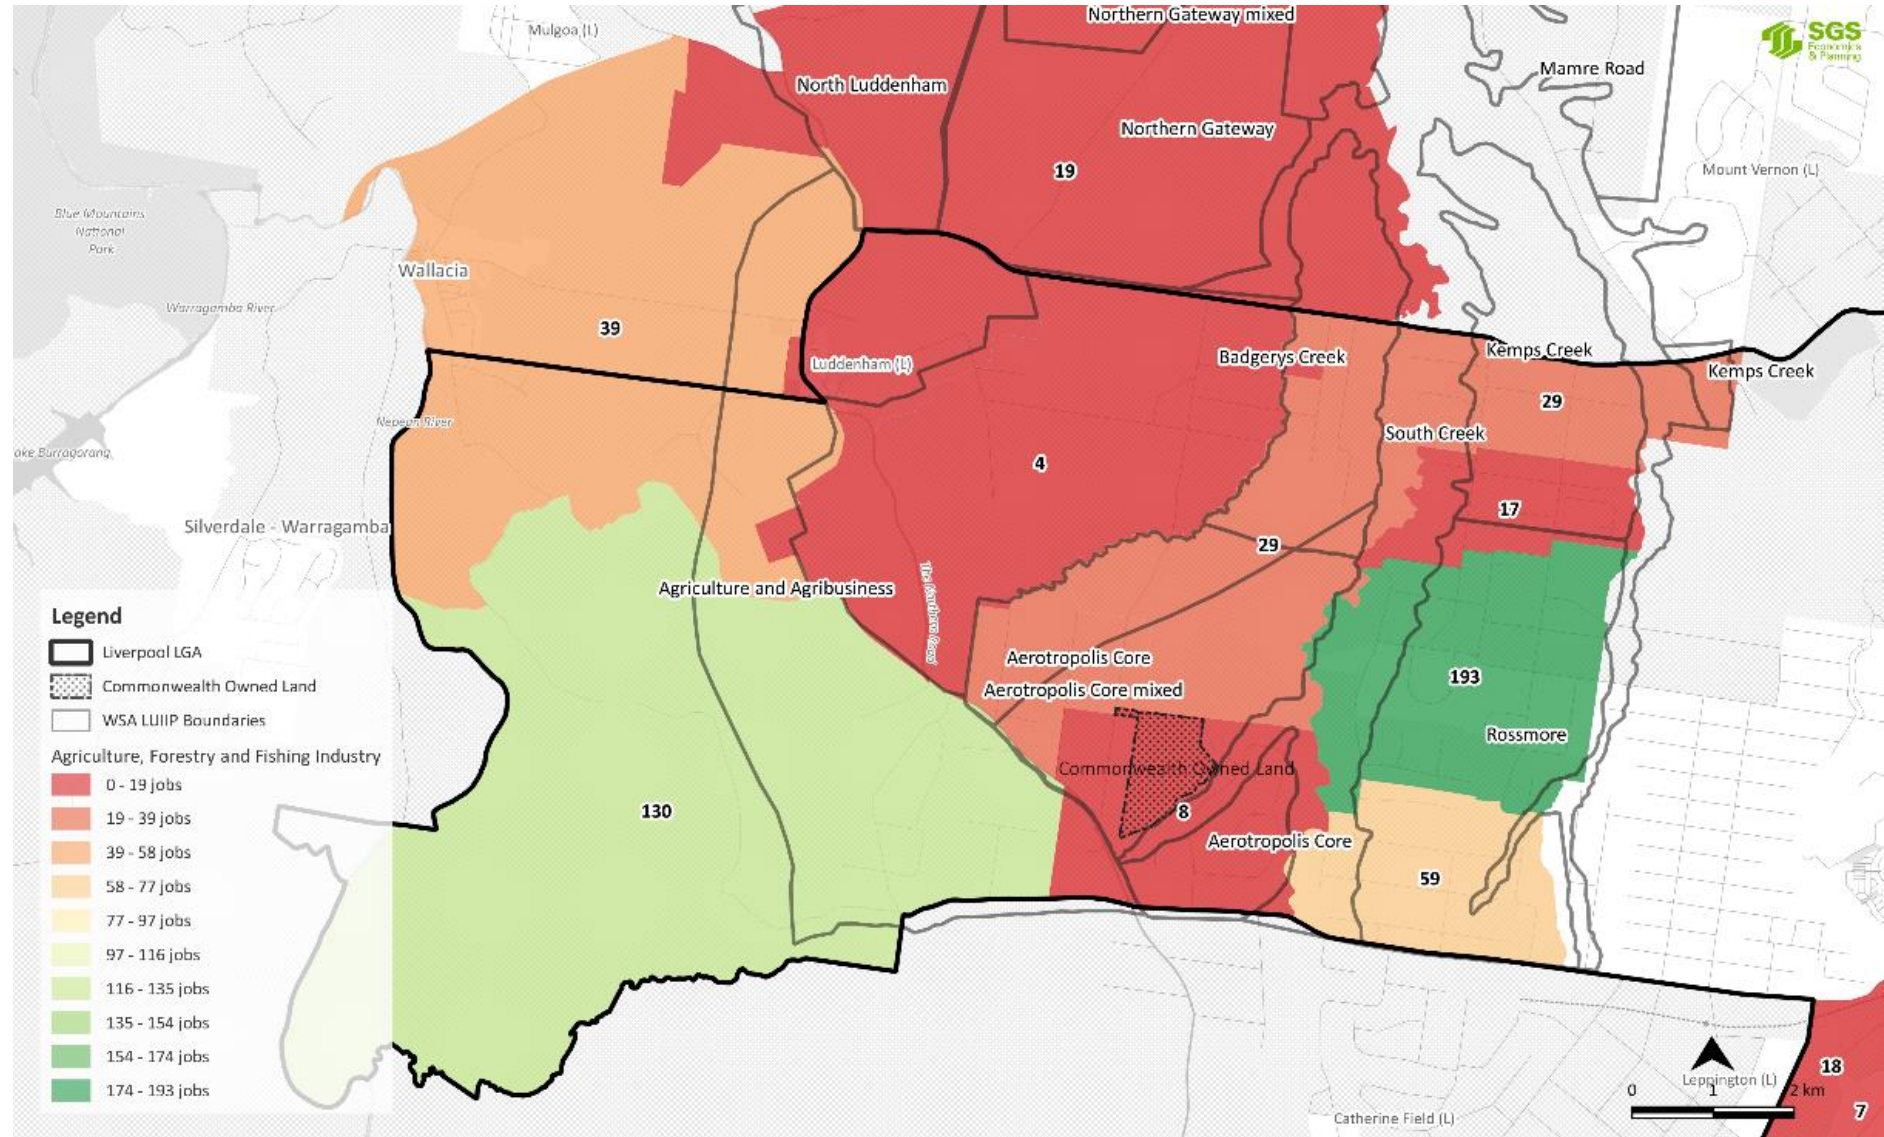 Northern Gateway mixed
Mulgoa (L)
SGS
Economics
& Planning
Mamre Road
North Luddenham
Northern Gateway
19
Mount Vernon (L)
Blue Mountains
National
Park
Wallacia
Warragamba River
39
Luddenham (L)
Badgerys Creek
Kemps Creek
Kemps Creek
29
Nepean River
South Creek
ake Burragorang
4
17
Silverdale - Warragamba
29
Agriculture and Agribusiness
The Northern Road
Aerotropolis Core
Aerotropolis Core mixed
193
Rossmore
Commonwealth Owned Land
130
8
Aerotropolis Core
59
Legend
Liverpool LGA
Commonwealth Owned Land
WSA LUIIP Boundaries
Agriculture, Forestry and Fishing Industry
0 - 19 jobs
19 - 39 jobs
39 - 58 jobs
58 - 77 jobs
77 - 97 jobs
97 - 116 jobs
116 - 135 jobs
135 - 154 jobs
154 - 174 jobs
174 - 193 jobs
18
Leppington (L)
0 1 2 km
7
Catherine Field (L)